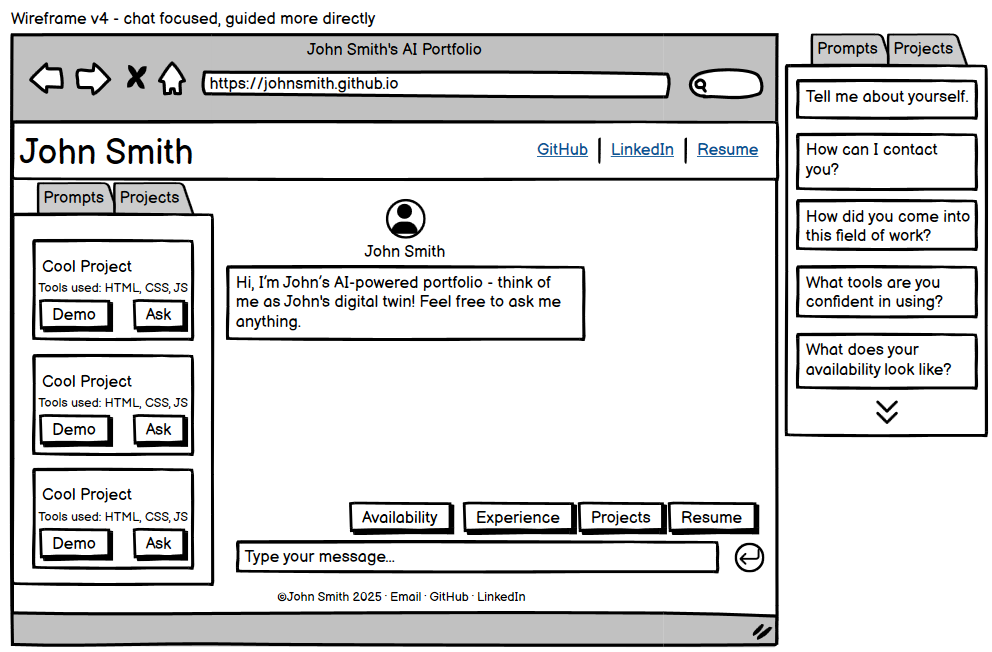 Wireframe v4 - chat focused, guided more directly
John Smith's AI Portfolio
https://johnsmith.github.io
John Smith
GitHub | LinkedIn | Resume
Prompts Projects
Cool Project
Tools used: HTML, CSS, JS
Demo Ask
Cool Project
Tools used: HTML, CSS, JS
Demo Ask
Cool Project
Tools used: HTML, CSS, JS
Demo Ask
John Smith
Hi, I'm John's AI-powered portfolio - think of
me as John's digital twin! Feel free to ask me
anything.
Availability Experience Projects Resume
Type your message...
©John Smith 2025 · Email · GitHub · LinkedIn
Prompts Projects
Tell me about yourself.
How can I contact
you?
How did you come into
this field of work?
What tools are you
confident in using?
What does your
availability look like?